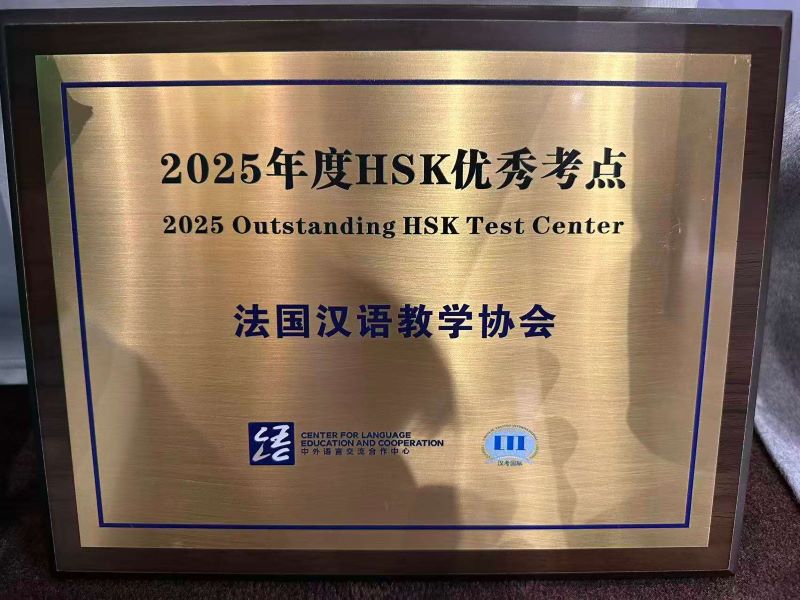 2025年度HSK优秀考点
2025 Outstanding HSK Test Center
法国汉语教学协会
CENTER FOR LANGUAGE
EDUCATION AND COOPERATION
中外语言交流合作中心
汉考国际